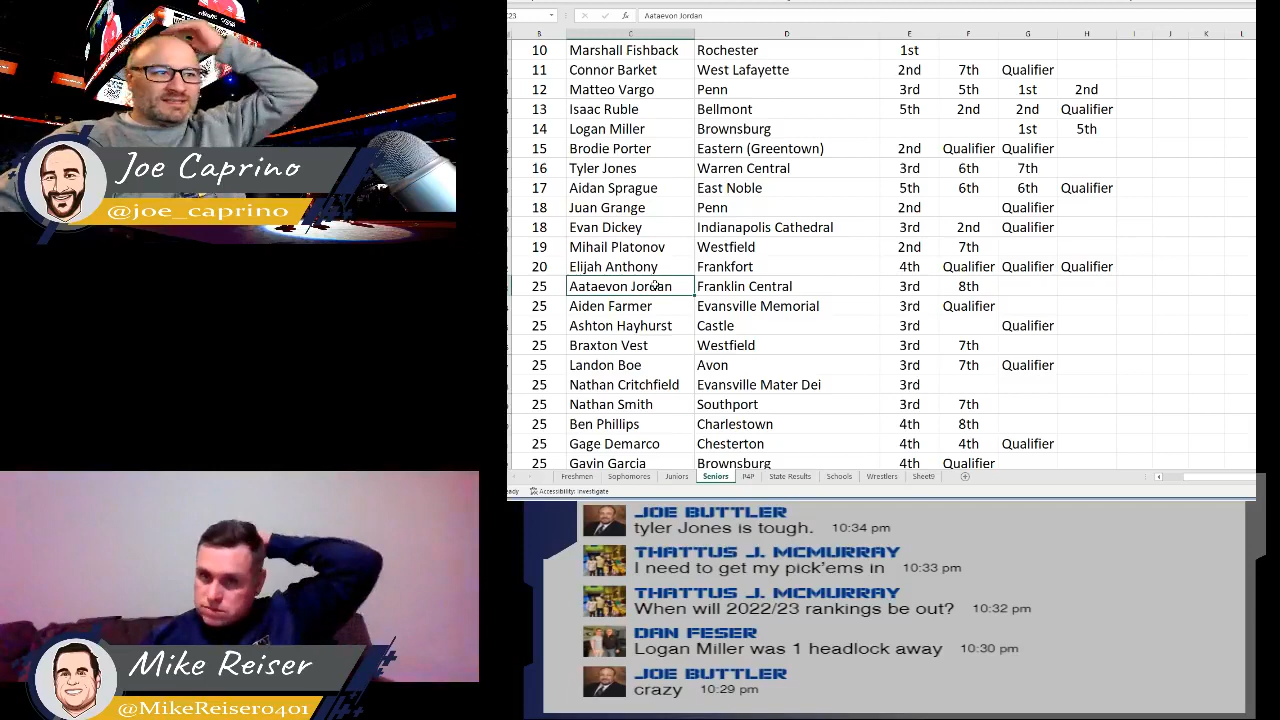 Joe Caprino
@joe_caprino
Mike Reiser
@MikeReiser0401
Aataevon Jordan
B C D E F G H I J K L
10 Marshall Fishback Rochester 1st
11 Connor Barket West Lafayette 2nd 7th Qualifier
12 Matteo Vargo Penn 3rd 5th 1st 2nd
13 Isaac Ruble Bellmont 5th 2nd 2nd Qualifier
14 Logan Miller Brownsburg 1st 5th
15 Brodie Porter Eastern (Greentown) 2nd Qualifier Qualifier
16 Tyler Jones Warren Central 3rd 6th 7th
17 Aidan Sprague East Noble 5th 6th 6th Qualifier
18 Juan Grange Penn 2nd Qualifier
18 Evan Dickey Indianapolis Cathedral 3rd 2nd Qualifier
19 Mihail Platonov Westfield 2nd 7th
20 Elijah Anthony Frankfort 4th Qualifier Qualifier Qualifier
25 Aataevon Jordan Franklin Central 3rd 8th
25 Aiden Farmer Evansville Memorial 3rd Qualifier
25 Ashton Hayhurst Castle 3rd Qualifier
25 Braxton Vest Westfield 3rd 7th
25 Landon Boe Avon 3rd 7th Qualifier
25 Nathan Critchfield Evansville Mater Dei 3rd
25 Nathan Smith Southport 3rd 7th
25 Ben Phillips Charlestown 4th 8th
25 Gage Demarco Chesterton 4th 4th Qualifier
25 Gavin Garcia Brownsburg 4th Qualifier
Freshmen Sophomores Juniors Seniors P4P State Results Schools Wrestlers Sheet9
Accessibility: Investigate
JOE BUTTLER
tyler Jones is tough. 10:34 pm
THATTUS J. MCMURRAY
I need to get my pick'ems in 10:33 pm
THATTUS J. MCMURRAY
When will 2022/23 rankings be out? 10:32 pm
DAN FESER
Logan Miller was 1 headlock away 10:30 pm
JOE BUTTLER
crazy 10:29 pm